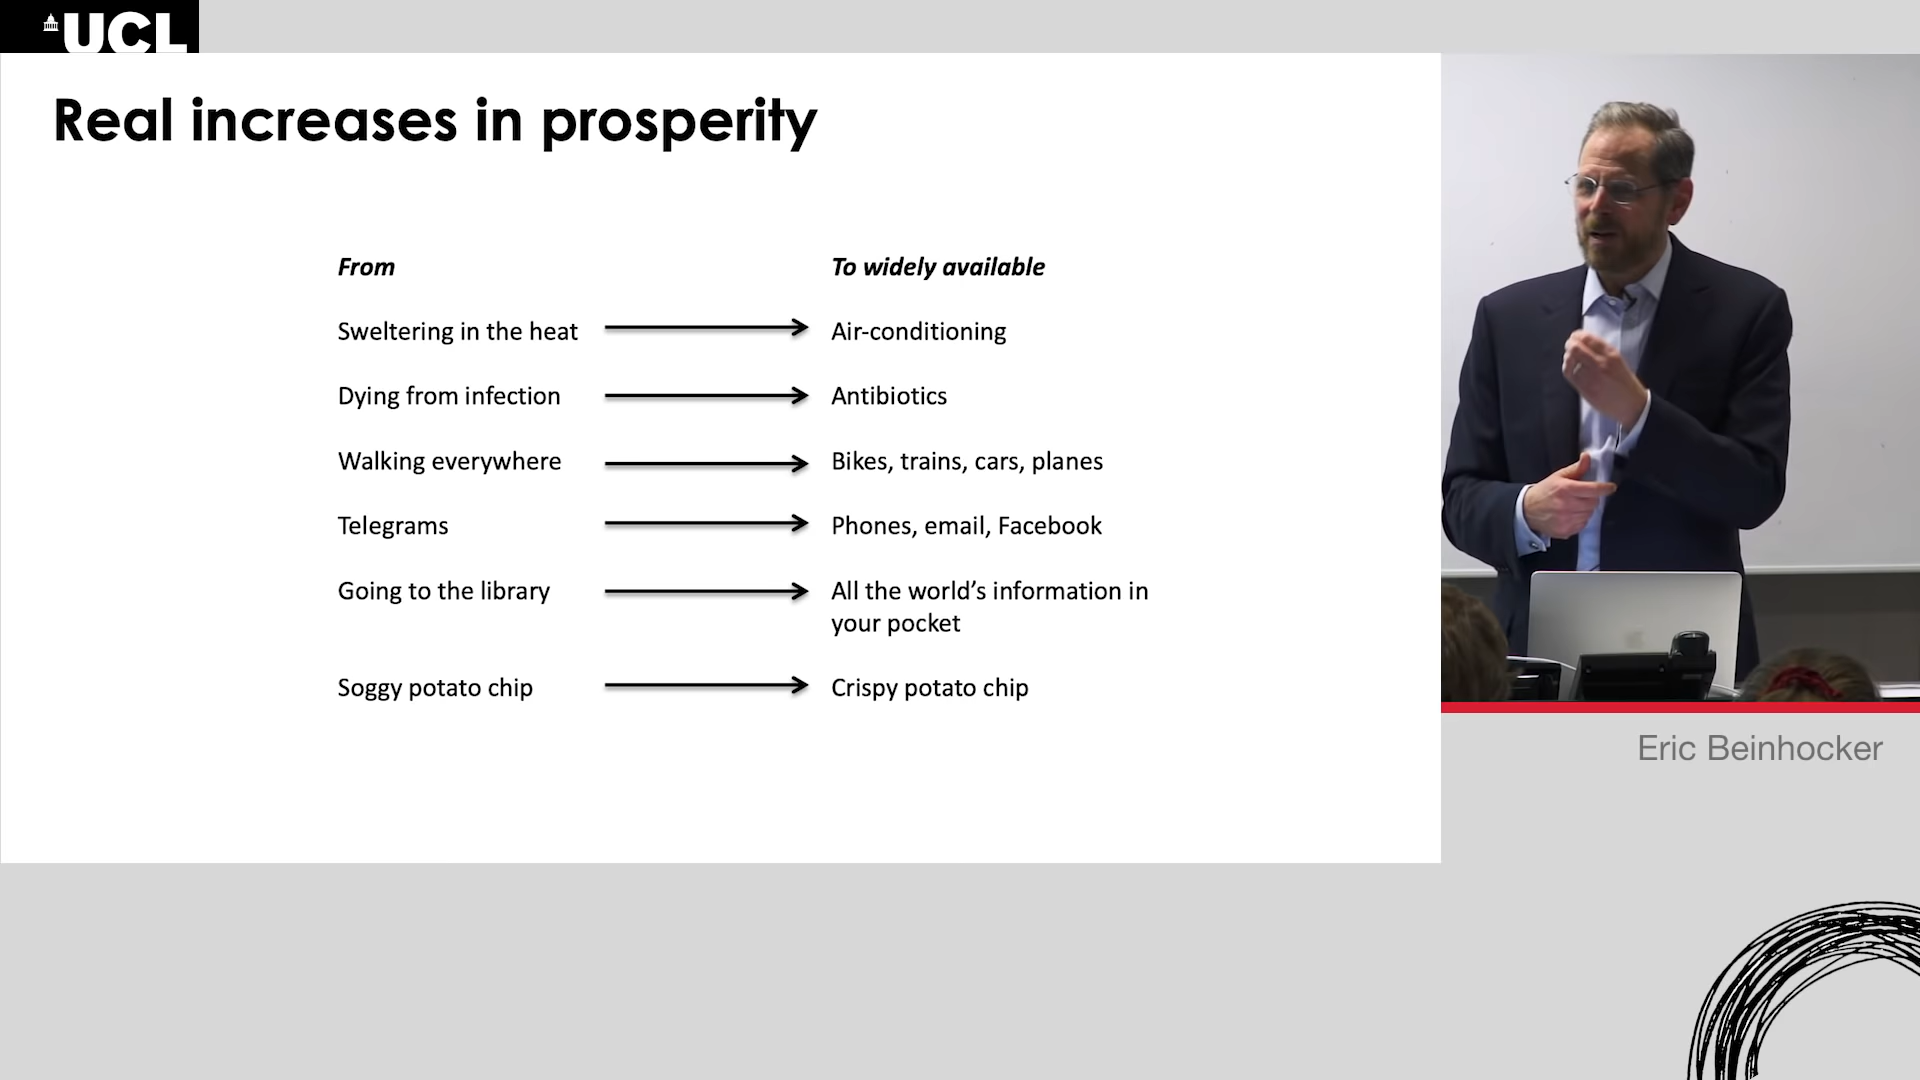 UCL
Real increases in prosperity
From To widely available
Sweltering in the heat Air-conditioning
Dying from infection Antibiotics
Walking everywhere Bikes, trains, cars, planes
Telegrams Phones, email, Facebook
Going to the library All the world's information in
your pocket
Soggy potato chip Crispy potato chip
Eric Beinhocker